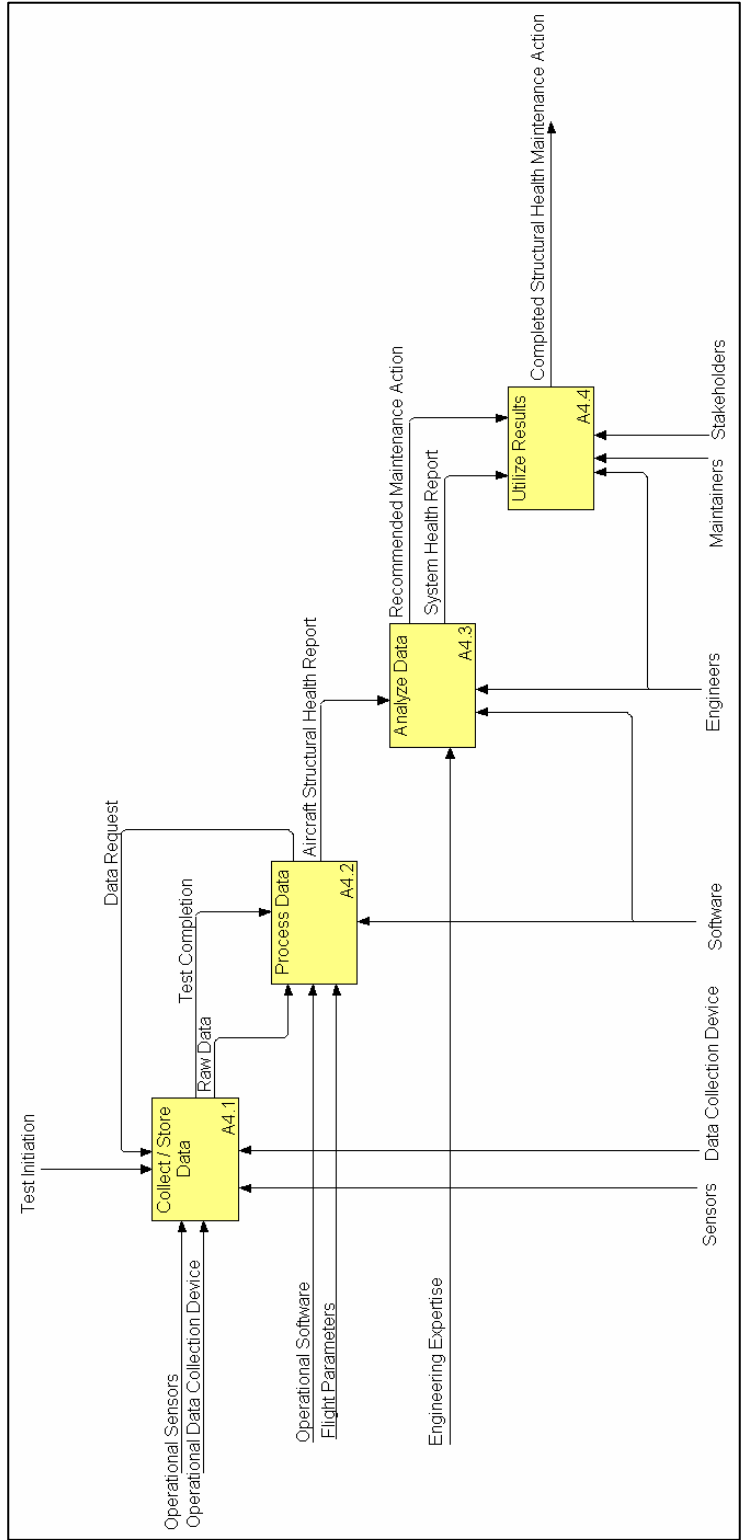 Test Initiation
Data Request
Operational Sensors
Operational Data Collection Device
Collect / Store
Data
A4.1
Test Completion
Raw Data
Operational Software
Flight Parameters
Process Data
A4.2
Aircraft Structural Health Report
Engineering Expertise
Analyze Data
A4.3
Recommended Maintenance Action
System Health Report
Utilize Results
A4.4
Completed Structural Health Maintenance Action
Sensors
Data Collection Device
Software
Engineers
Maintainers
Stakeholders